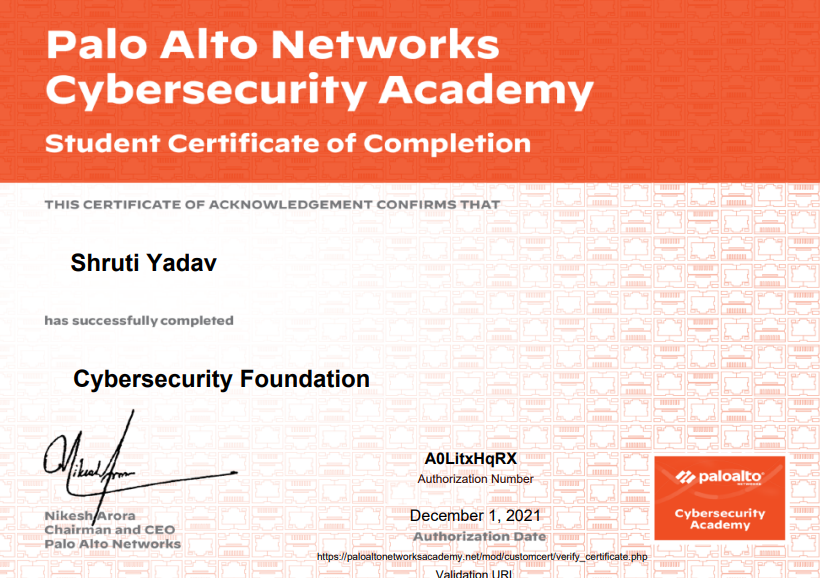 Palo Alto Networks
Cybersecurity Academy
Student Certificate of Completion
THIS CERTIFICATE OF ACKNOWLEDGEMENT CONFIRMS THAT
Shruti Yadav
has successfully completed
Cybersecurity Foundation
Nikesh Arora
Nikesh Arora
Chairman and CEO
Palo Alto Networks
A0LitxHqRX
Authorization Number
December 1, 2021
Authorization Date
https://paloaltonetworksacademy.net/mod/customcert/verify_certificate.php
Validation URL
paloalto
NETWORKS
Cybersecurity
Academy